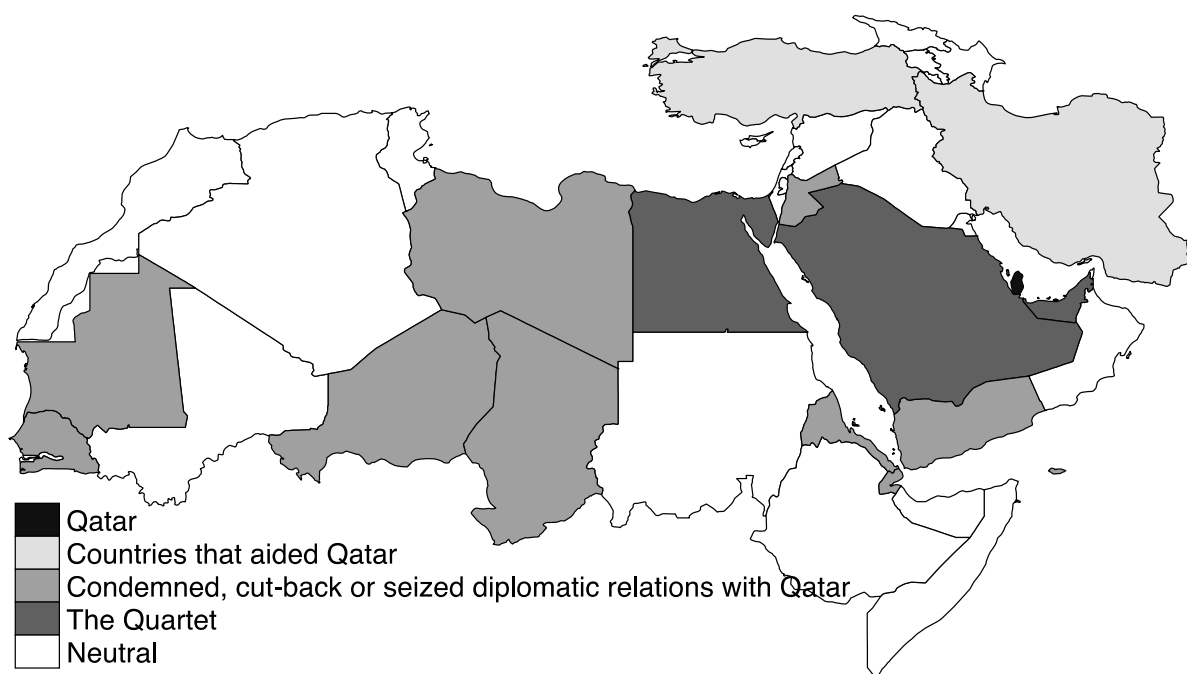 Qatar
Countries that aided Qatar
Condemned, cut-back or seized diplomatic relations with Qatar
The Quartet
Neutral